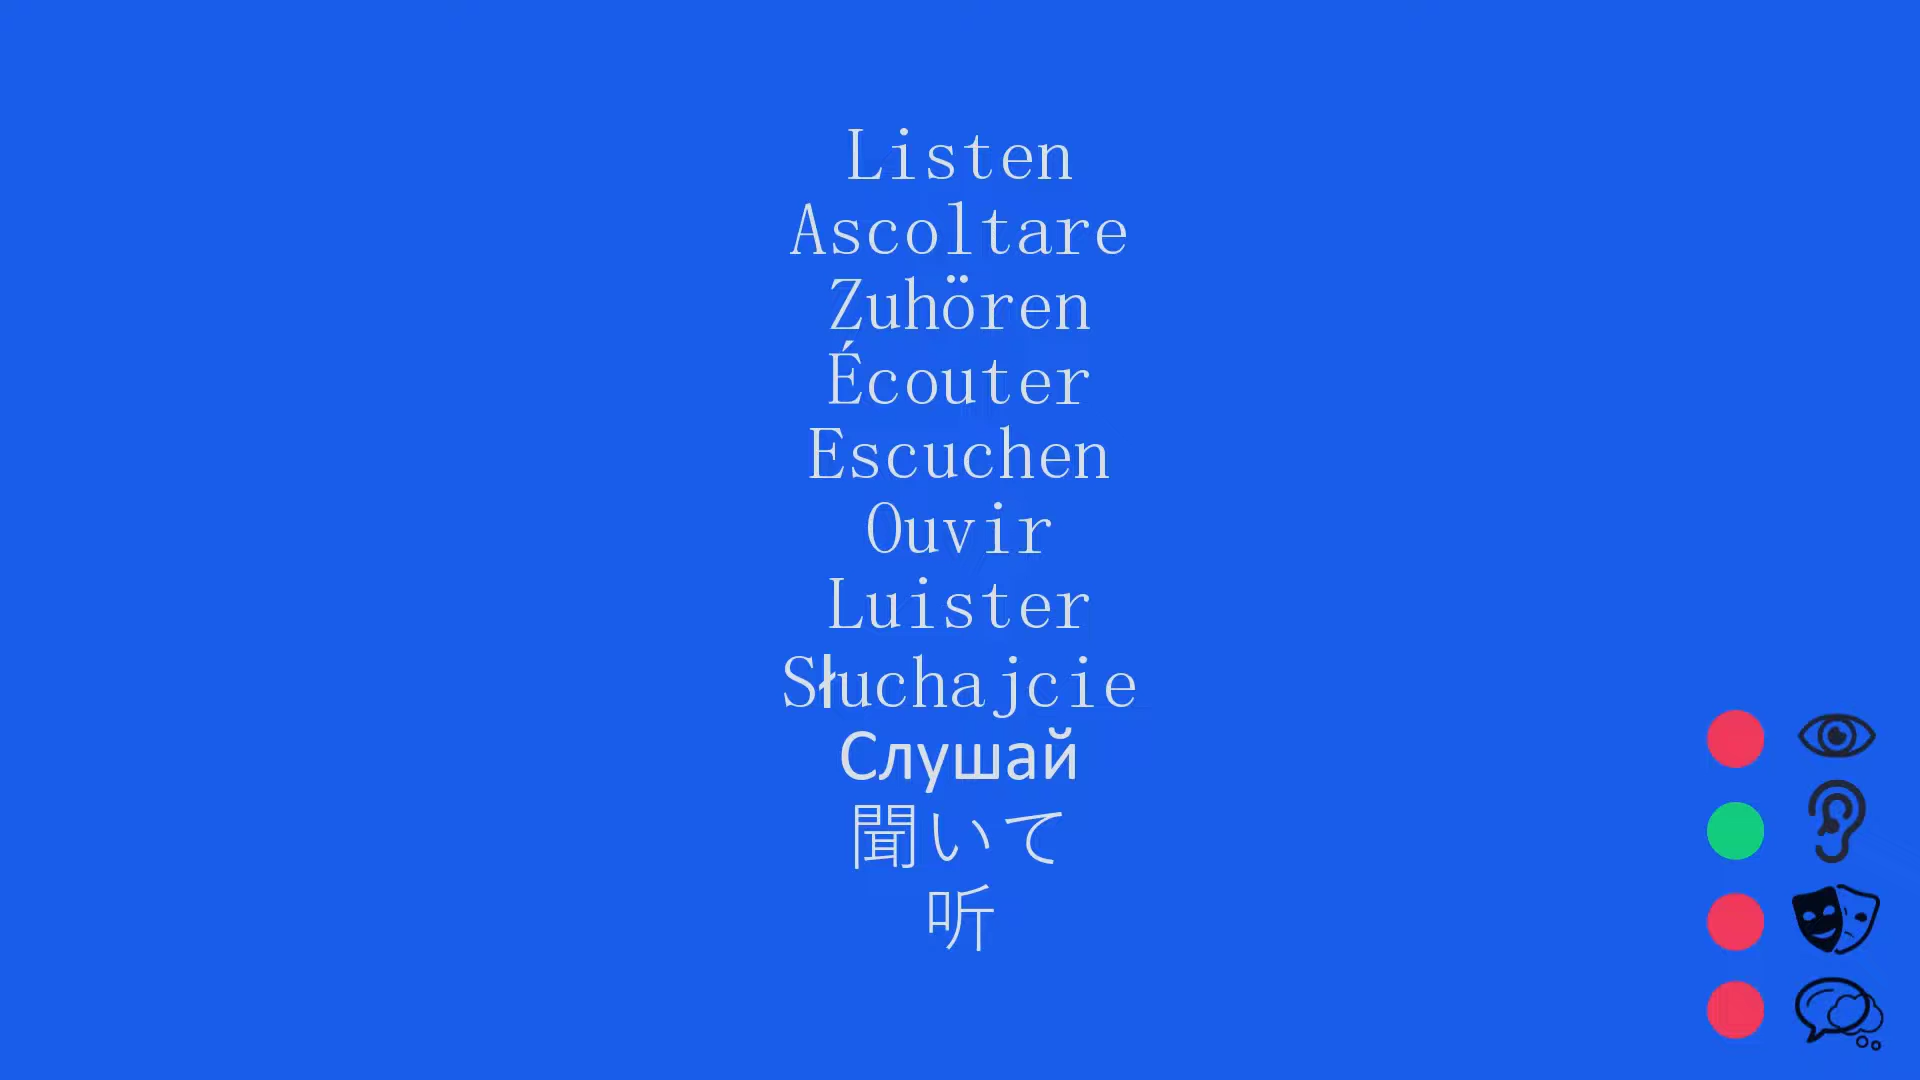 Listen
Ascoltare
Zuhören
Écouter
Escuchen
Ouvir
Luister
Słuchajcie
Слушай
聞いて
听